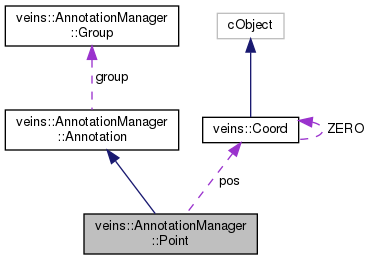 veins::AnnotationManager
::Group
cObject
group
veins::AnnotationManager
::Annotation
veins::Coord
ZERO
pos
veins::AnnotationManager
::Point